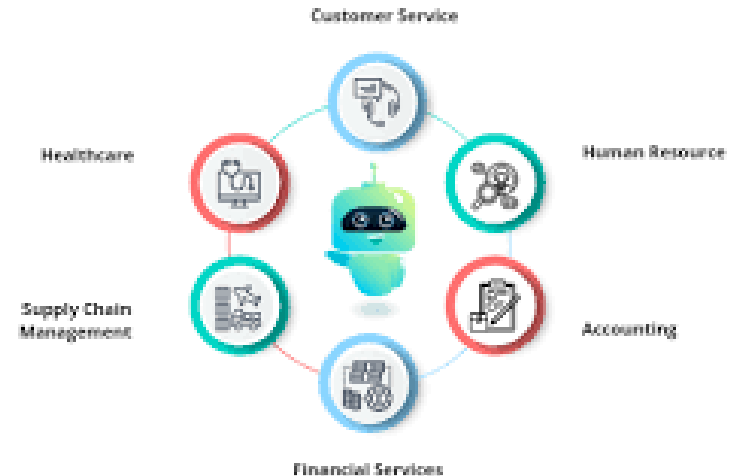 Customer Service
Healthcare
Human Resource
Supply Chain
Management
Accounting
Financial Services